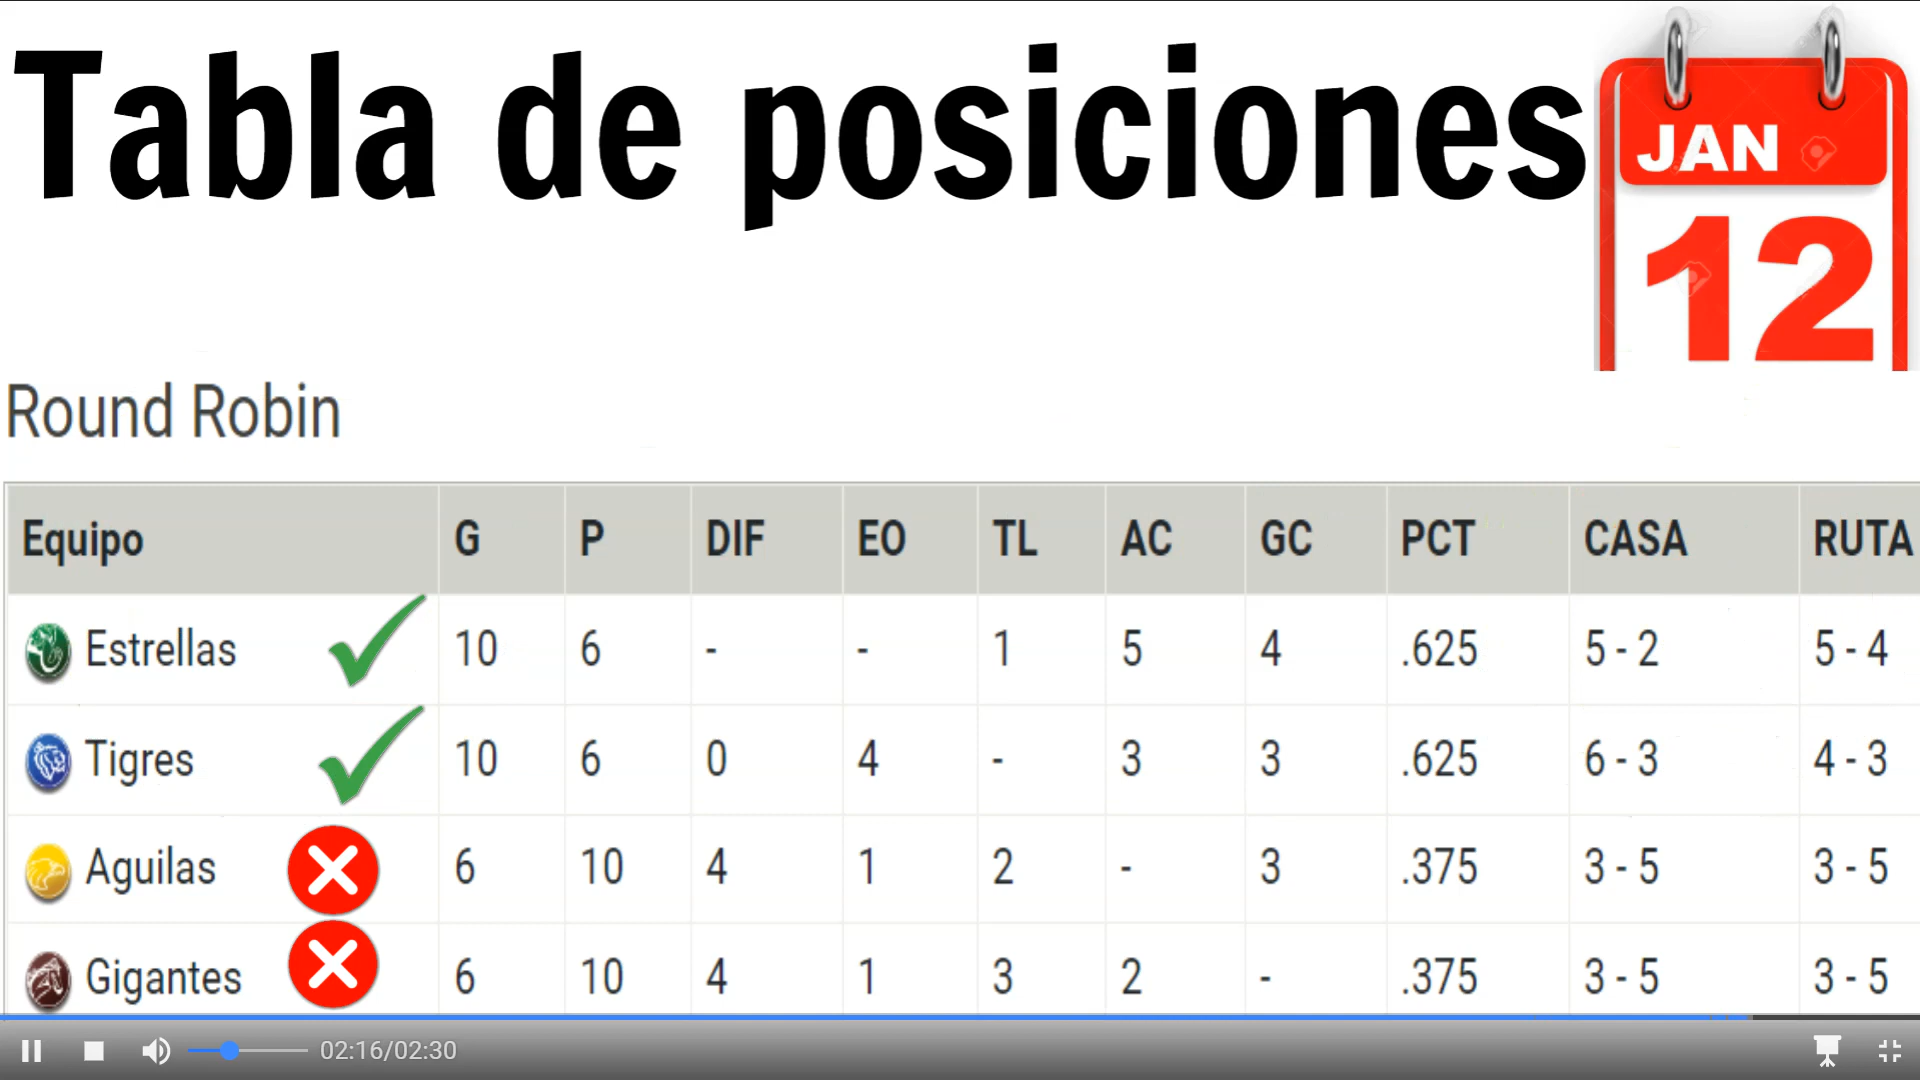 Tabla de posiciones
JAN
12
Round Robin
Equipo G P DIF EO TL AC GC PCT CASA RUTA
Estrellas 10 6 - - 1 5 4 .625 5 - 2 5 - 4
Tigres 10 6 0 4 - 3 3 .625 6 - 3 4 - 3
Aguilas 6 10 4 1 2 - 3 .375 3 - 5 3 - 5
Gigantes 6 10 4 1 3 2 - .375 3 - 5 3 - 5
02:16/02:30